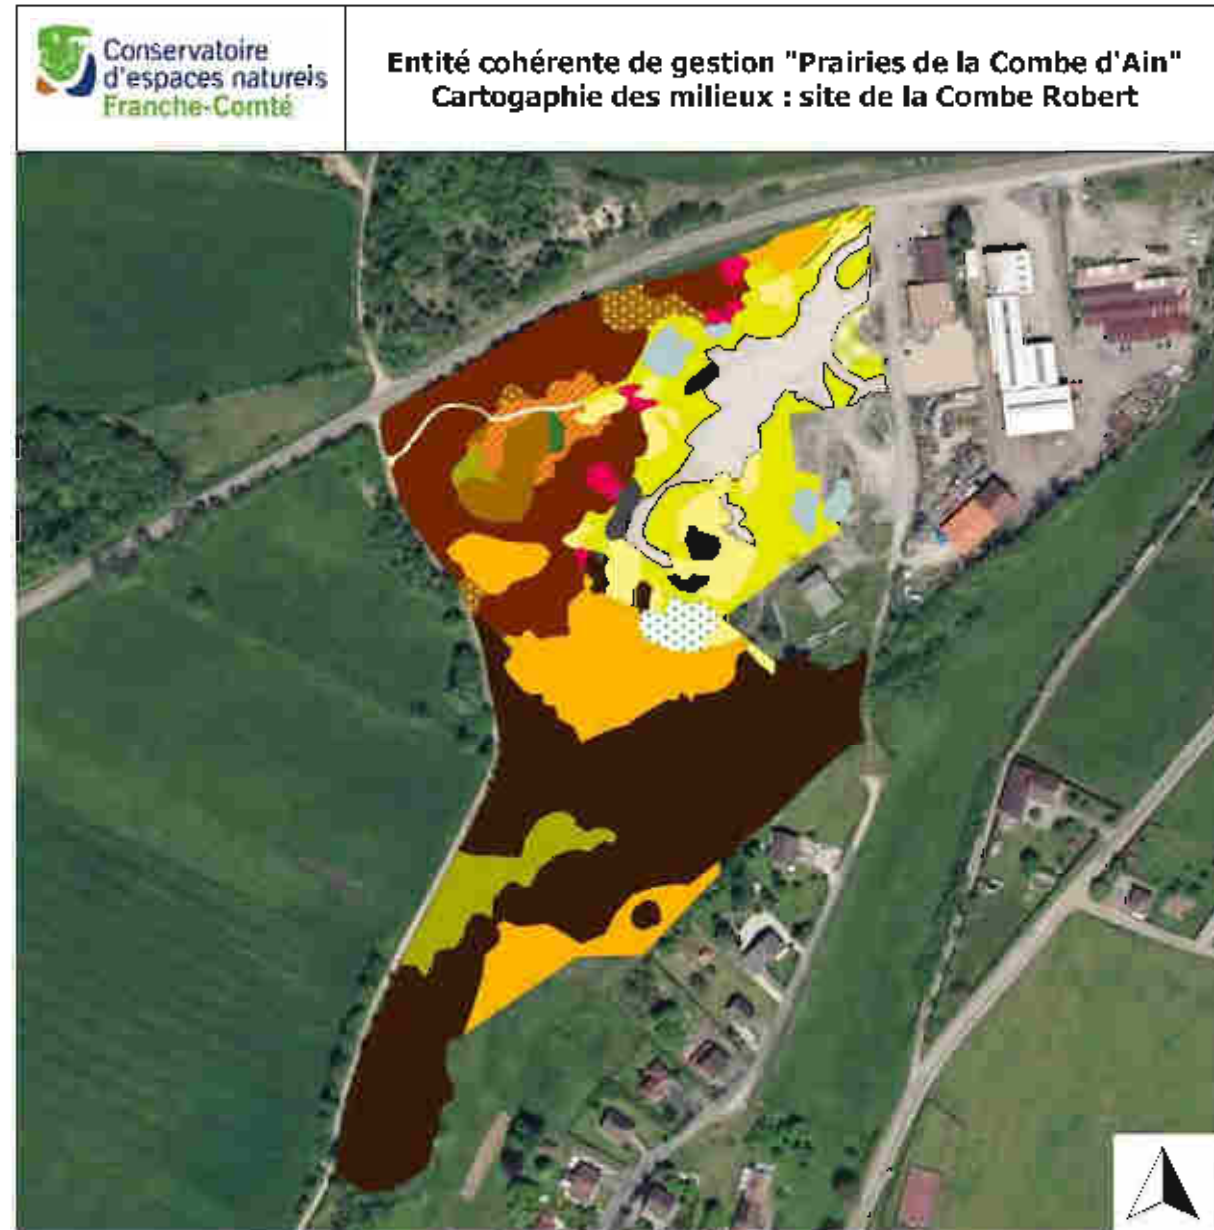 Conservatoire
d'espaces naturels
Franche-Comté
Entité cohérente de gestion "Prairies de la Combe d'Ain"
Cartogaphie des milieux : site de la Combe Robert